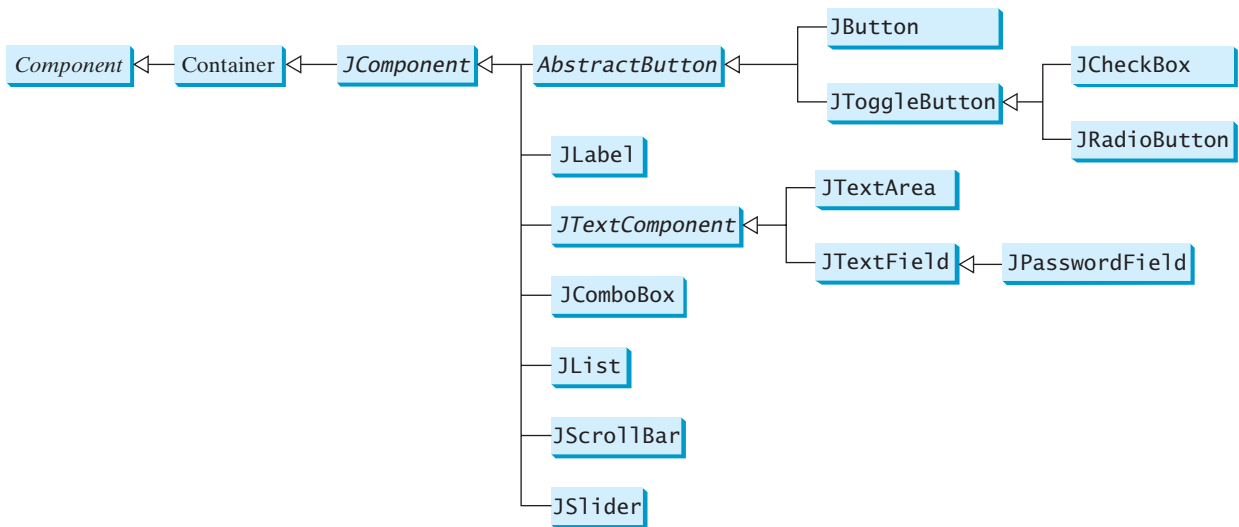 JButton
Component
Container
JComponent
AbstractButton
JCheckBox
JToggleButton
JRadioButton
JLabel
JTextArea
JTextComponent
JTextField
JPasswordField
JComboBox
JList
JScrollBar
JSlider